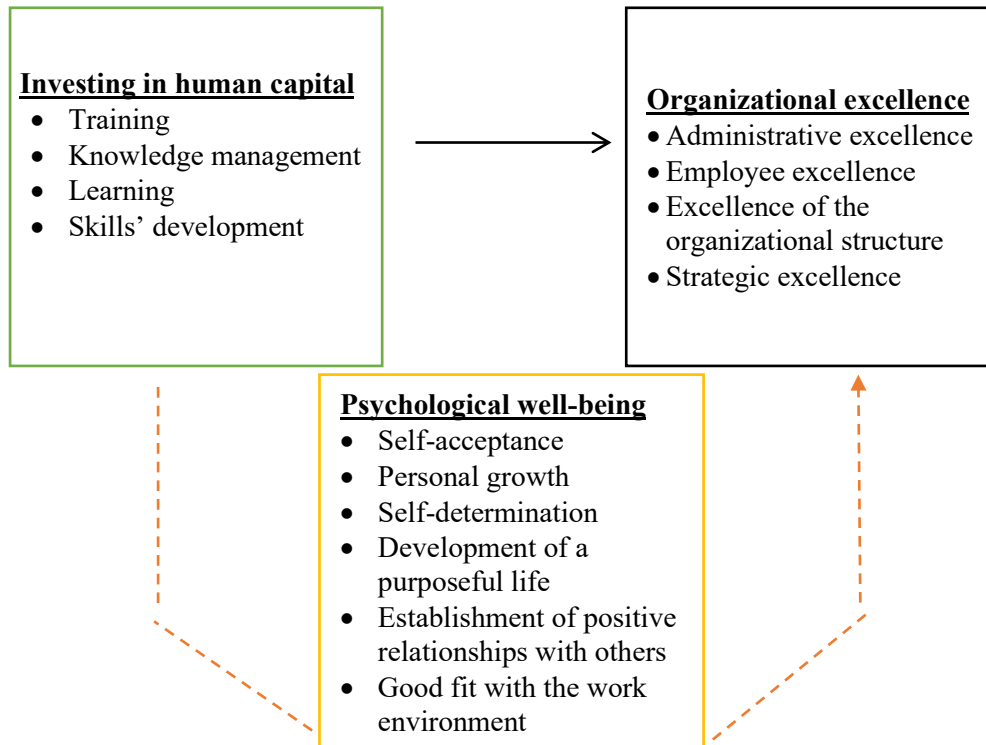 Investing in human capital
• Training
• Knowledge management
• Learning
• Skills’ development
Organizational excellence
• Administrative excellence
• Employee excellence
• Excellence of the
organizational structure
• Strategic excellence
Psychological well-being
• Self-acceptance
• Personal growth
• Self-determination
• Development of a
purposeful life
• Establishment of positive
relationships with others
• Good fit with the work
environment